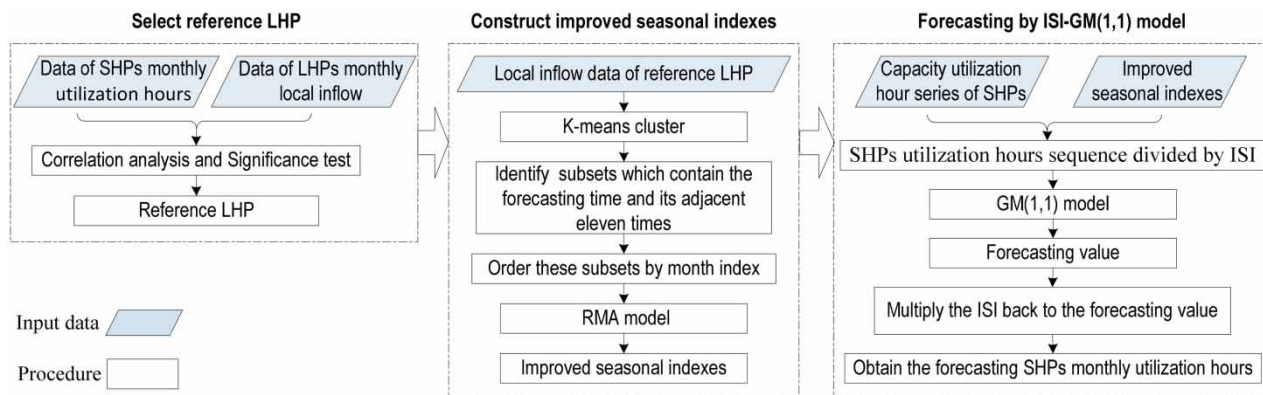 Select reference LHP
Data of SHPs monthly
utilization hours
Data of LHPs monthly
local inflow
Correlation analysis and Significance test
Reference LHP
Input data
Procedure
Construct improved seasonal indexes
Local inflow data of reference LHP
K-means cluster
Identify subsets which contain the
forecasting time and its adjacent
eleven times
Order these subsets by month index
RMA model
Improved seasonal indexes
Forecasting by ISI-GM(1,1) model
Capacity utilization
hour series of SHPs
Improved
seasonal indexes
SHPs utilization hours sequence divided by ISI
GM(1,1) model
Forecasting value
Multiply the ISI back to the forecasting value
Obtain the forecasting SHPs monthly utilization hours